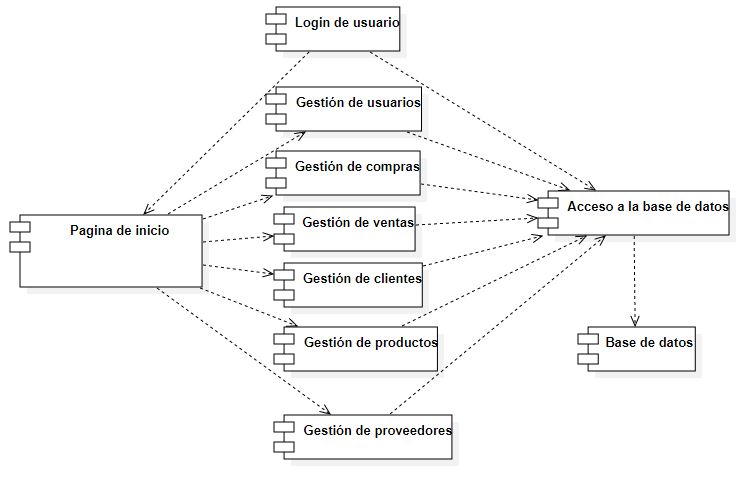 Login de usuario
Gestión de usuarios
Gestión de compras
Acceso a la base de datos
Pagina de inicio
Gestión de ventas
Gestión de clientes
Gestión de productos
Base de datos
Gestión de proveedores